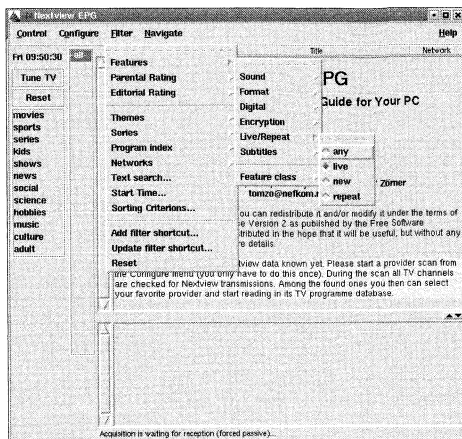 Nextview EPG
Control Configure Filter Navigate Help
Fri 09:50:30
all
Title Network
Tune TV
Reset
movies
sports
series
kids
shows
news
social
science
hobbies
music
culture
adult
Features
Parental Rating
Editorial Rating
Themes
Series
Program index
Networks
Text search...
Start Time...
Sorting Criterions...
Add filter shortcut...
Update filter shortcut...
Reset
Sound
Format
Digital
Encryption
Live/Repeat
Subtitles
Feature class
any
live
new
repeat
PG
Guide for Your PC
Zomer
tomzo@nefkom.
ou can redistribute it and/or modify it under the terms of
e Version 2 as published by the Free Software
tributed in the hope that it will be useful, but without any
re details.
tview data known yet. Please start a provider scan from
the Configure menu (you only have to do this once). During the scan all TV channels
are checked for Nextview transmissions. Among the found ones you then can select
your favorite provider and start reading in its TV programme database.
Acquisition is waiting for reception (forced passive)...